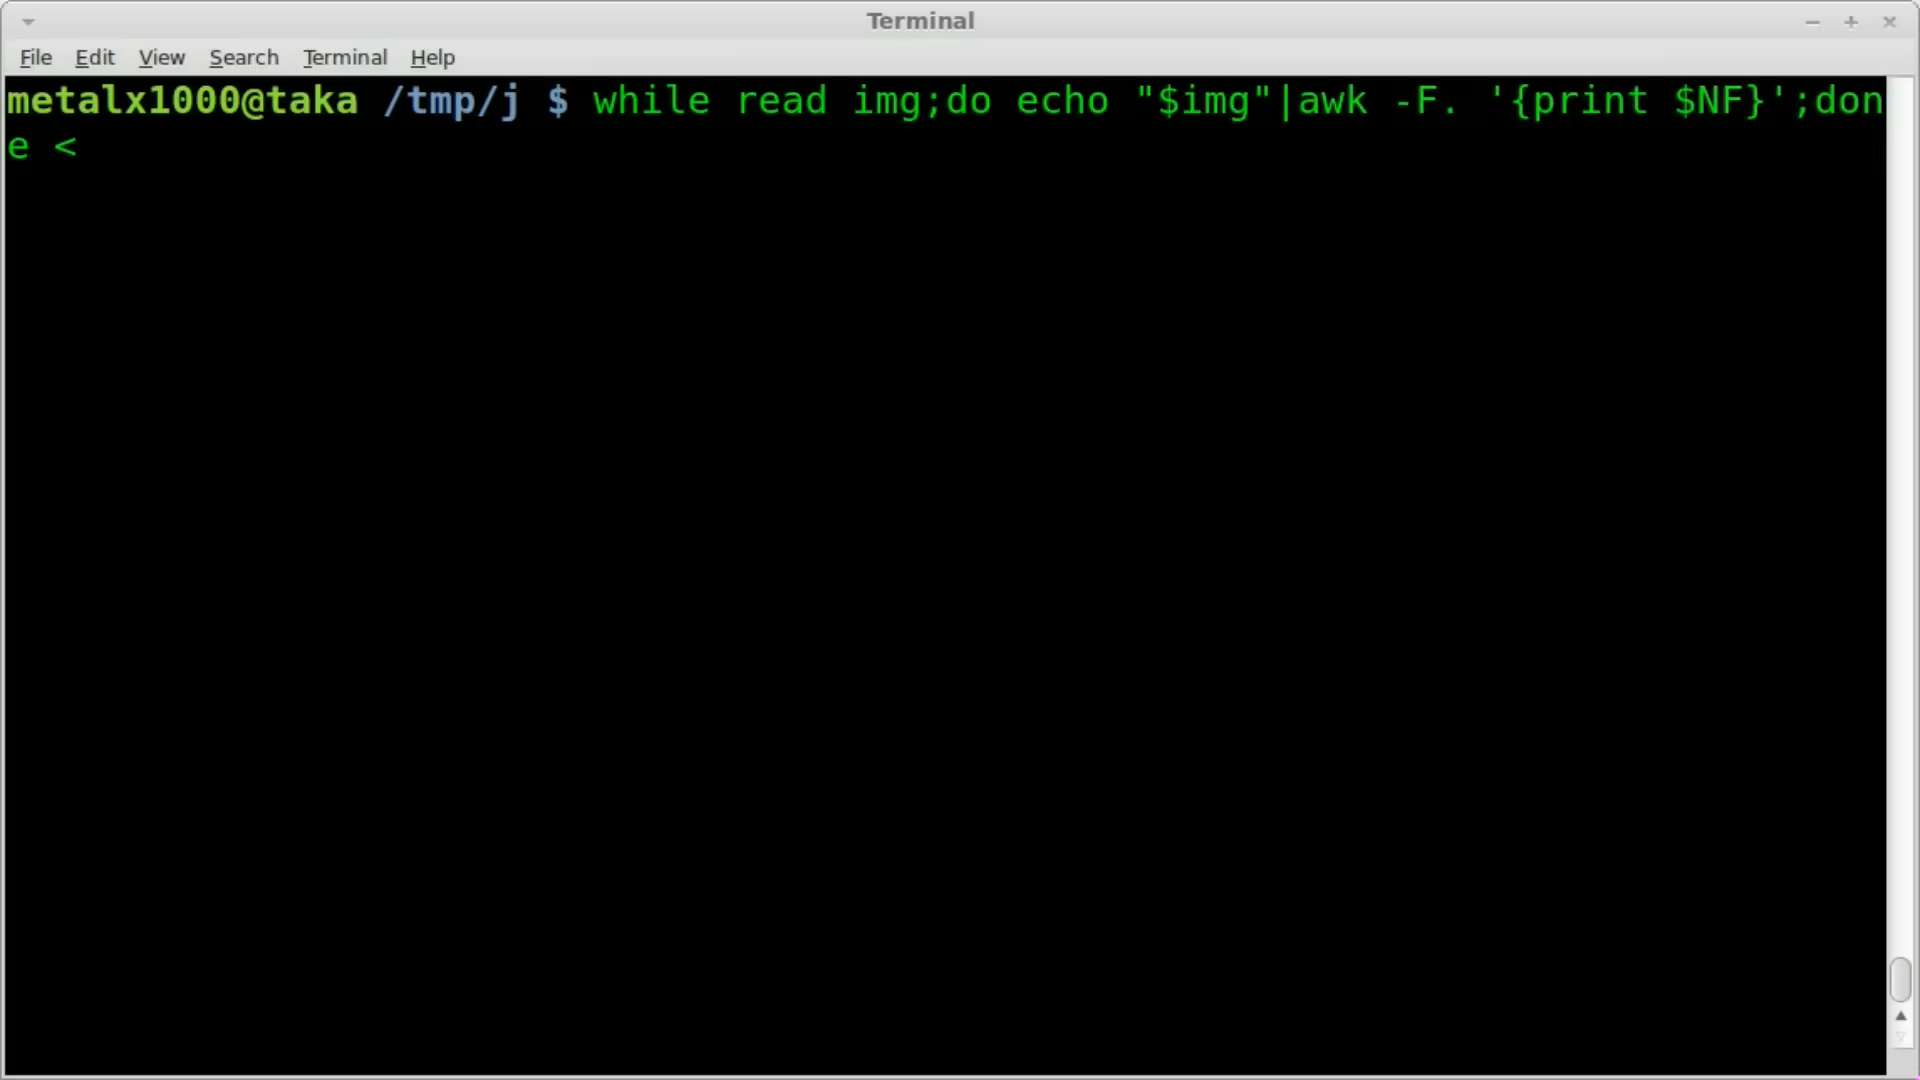 Terminal
File Edit View Search Terminal Help
metalx1000@taka /tmp/j $ while read img;do echo "$img"|awk -F. '{print $NF}';don
e <